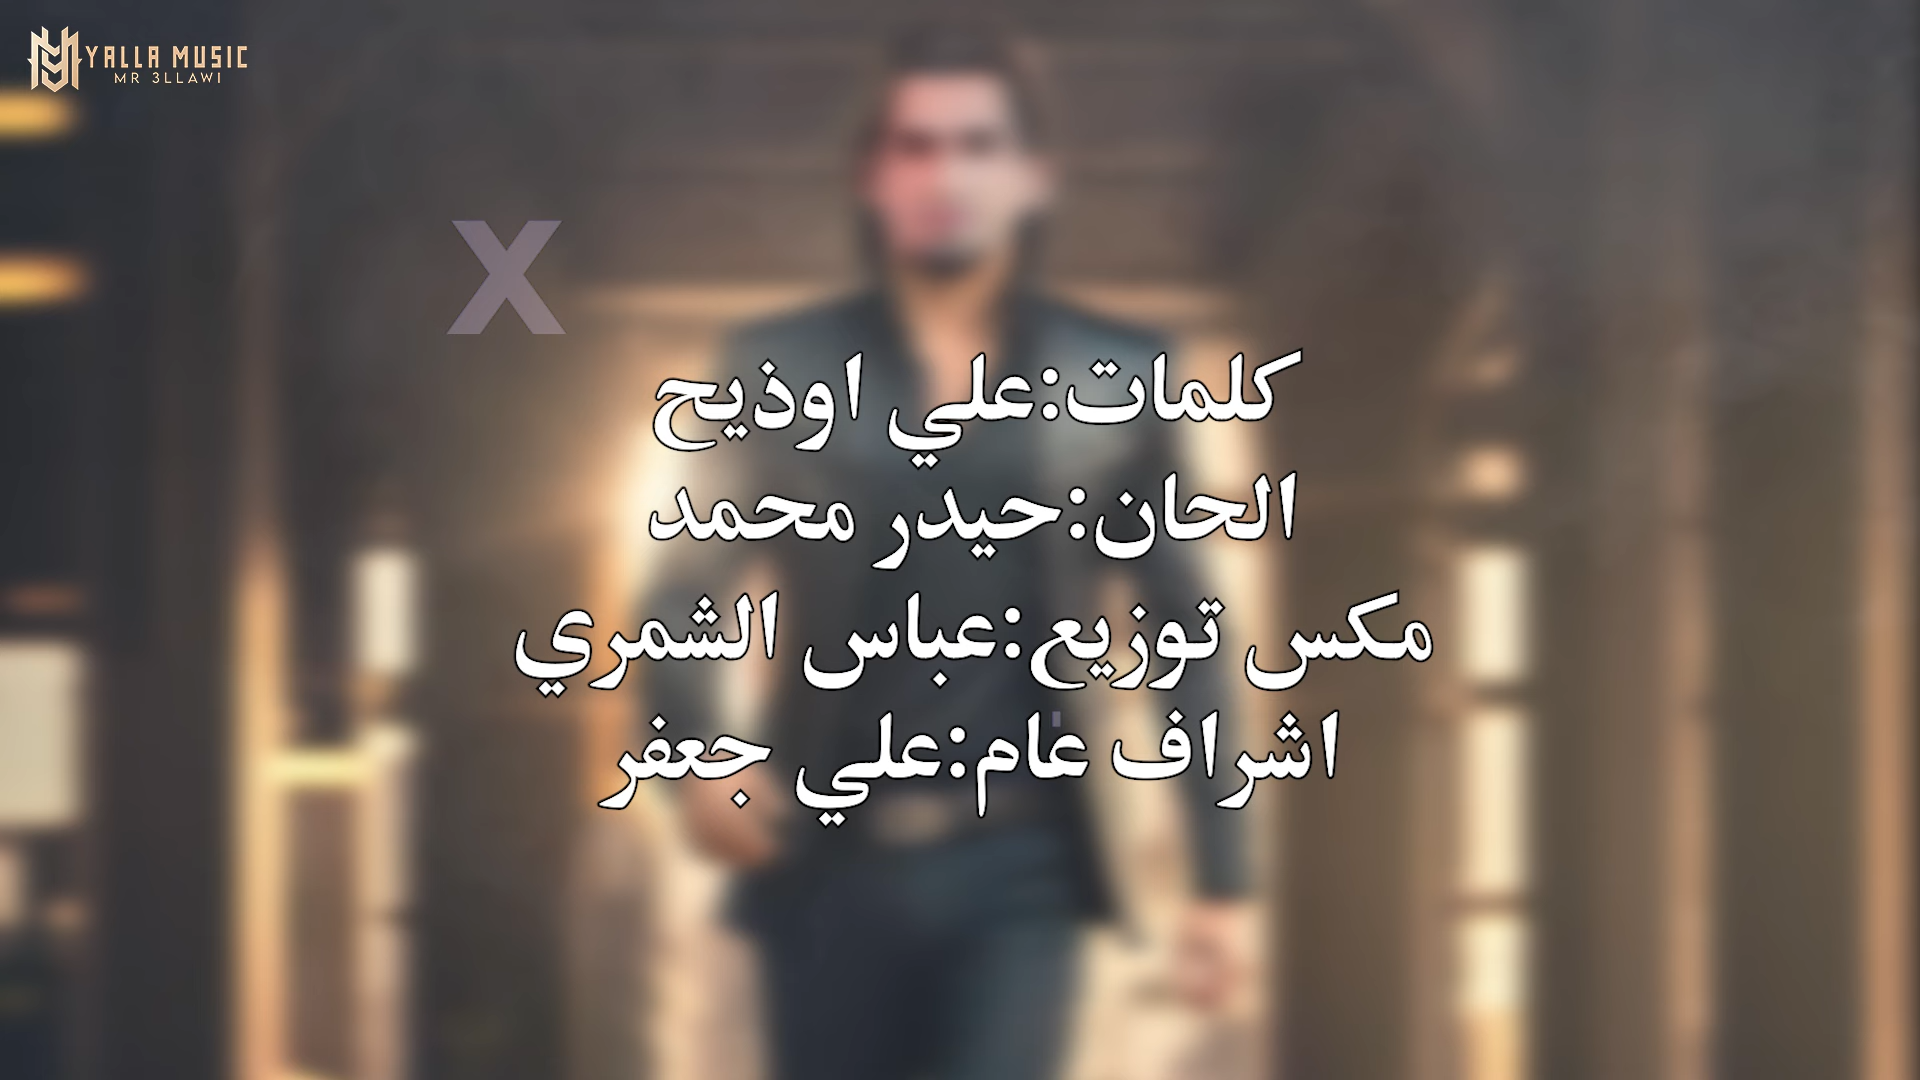 YALLA MUSIC
MR 3LLAWI
X
كلمات:علي اوذيح
الحان:حيدر محمد
مكس توزيع:عباس الشمري
اشراف عام:علي جعفر